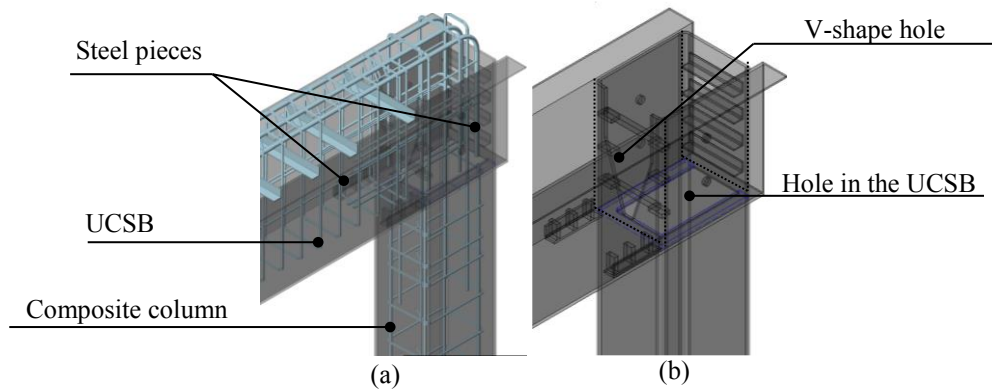 Steel pieces
UCSB
Composite column
(a)
V-shape hole
Hole in the UCSB
(b)